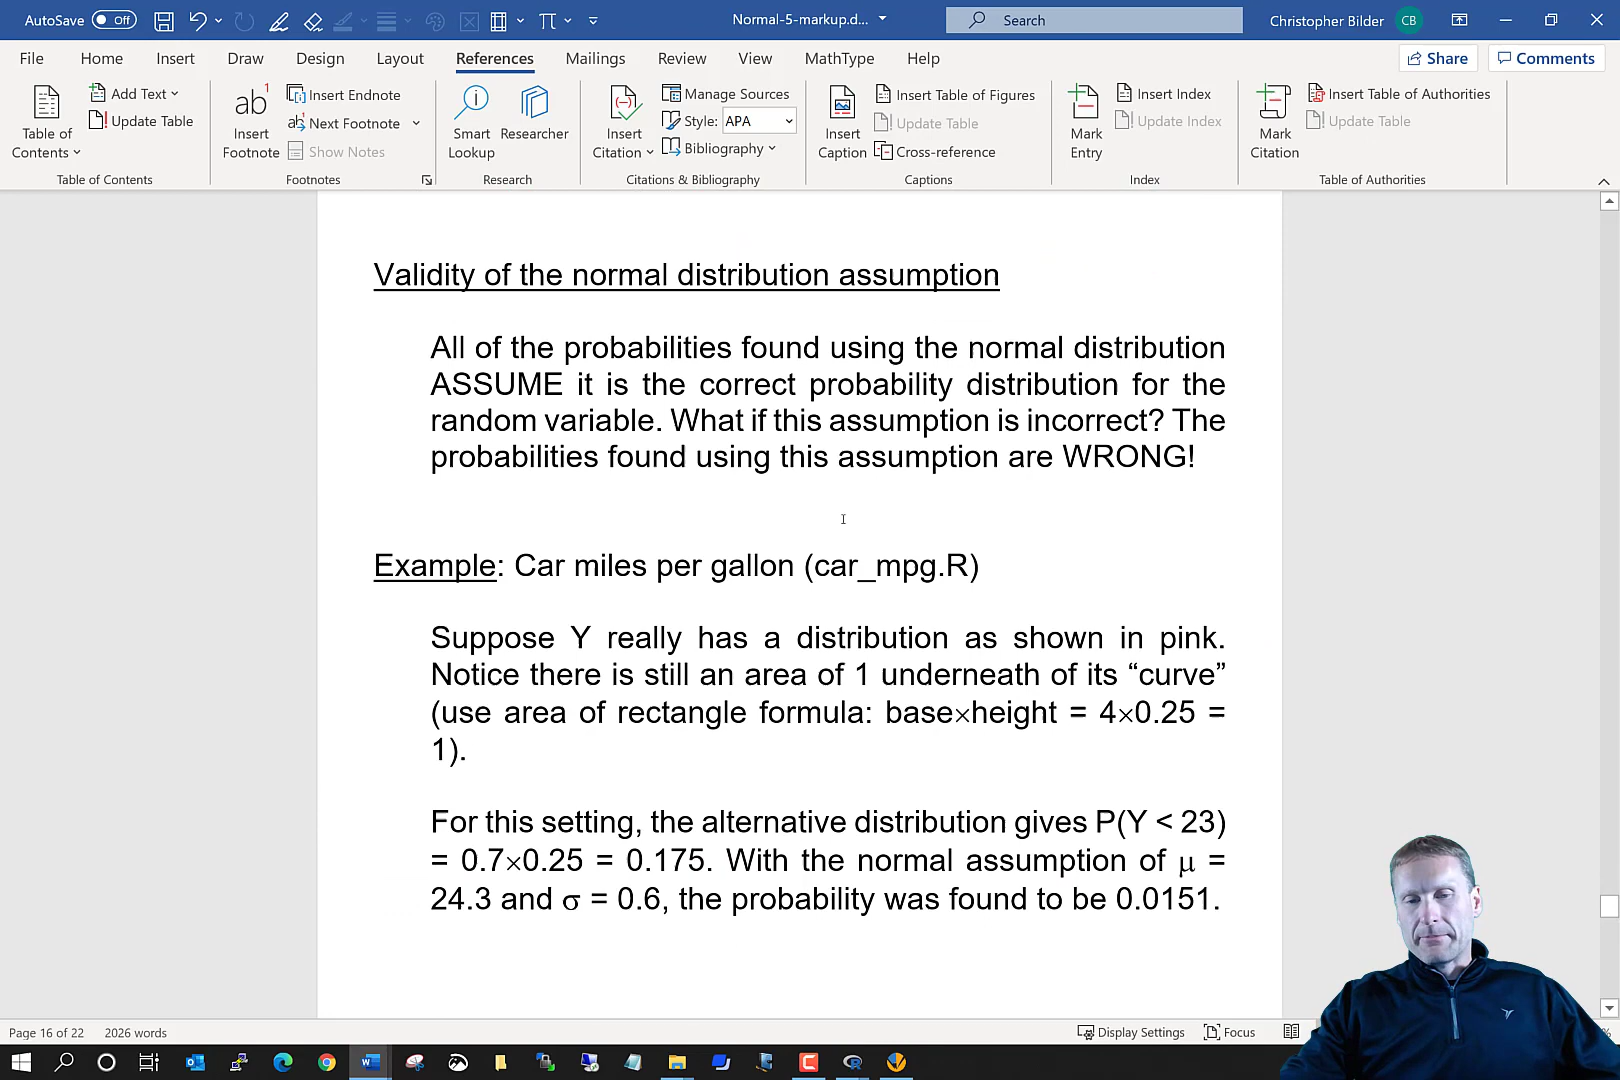 AutoSave Off Normal-5-markup.d... Search Christopher Bilder CB
File Home Insert Draw Design Layout References Mailings Review View MathType Help Share Comments
Table of Contents
Add Text
Update Table
Table of Contents
ab1
Insert Footnote
Insert Endnote
Next Footnote
Show Notes
Footnotes
Smart Lookup
Researcher
Research
Insert Citation
Manage Sources
Style: APA
Bibliography
Citations & Bibliography
Insert Caption
Insert Table of Figures
Update Table
Cross-reference
Captions
Mark Entry
Insert Index
Update Index
Index
Mark Citation
Insert Table of Authorities
Update Table
Table of Authorities
Validity of the normal distribution assumption
All of the probabilities found using the normal distribution
ASSUME it is the correct probability distribution for the
random variable. What if this assumption is incorrect? The
probabilities found using this assumption are WRONG!
Example: Car miles per gallon (car_mpg.R)
Suppose Y really has a distribution as shown in pink.
Notice there is still an area of 1 underneath of its “curve”
(use area of rectangle formula: base×height = 4×0.25 =
1).
For this setting, the alternative distribution gives P(Y < 23)
= 0.7×0.25 = 0.175. With the normal assumption of μ =
24.3 and σ = 0.6, the probability was found to be 0.0151.
Page 16 of 22 2026 words Display Settings Focus